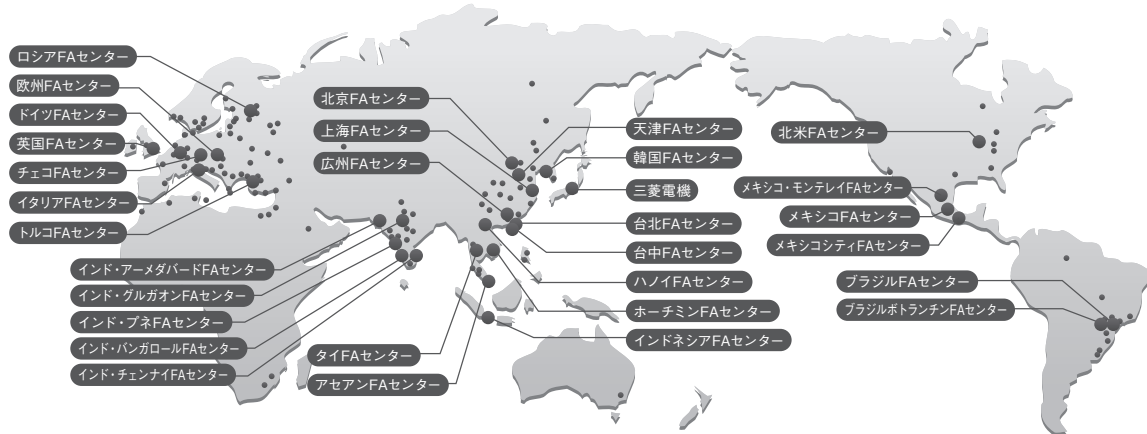 ロシアFAセンター
欧州FAセンター
ドイツFAセンター
英国FAセンター
チェコFAセンター
イタリアFAセンター
トルコFAセンター
インド・アーメダバードFAセンター
インド・グルガオンFAセンター
インド・プネFAセンター
インド・バンガロールFAセンター
インド・チェンナイFAセンター
北京FAセンター
上海FAセンター
広州FAセンター
タイFAセンター
アセアンFAセンター
天津FAセンター
韓国FAセンター
三菱電機
台北FAセンター
台中FAセンター
ハノイFAセンター
ホーチミンFAセンター
インドネシアFAセンター
北米FAセンター
メキシコ・モンテレイFAセンター
メキシコFAセンター
メキシコシティFAセンター
ブラジルFAセンター
ブラジルボトランチンFAセンター